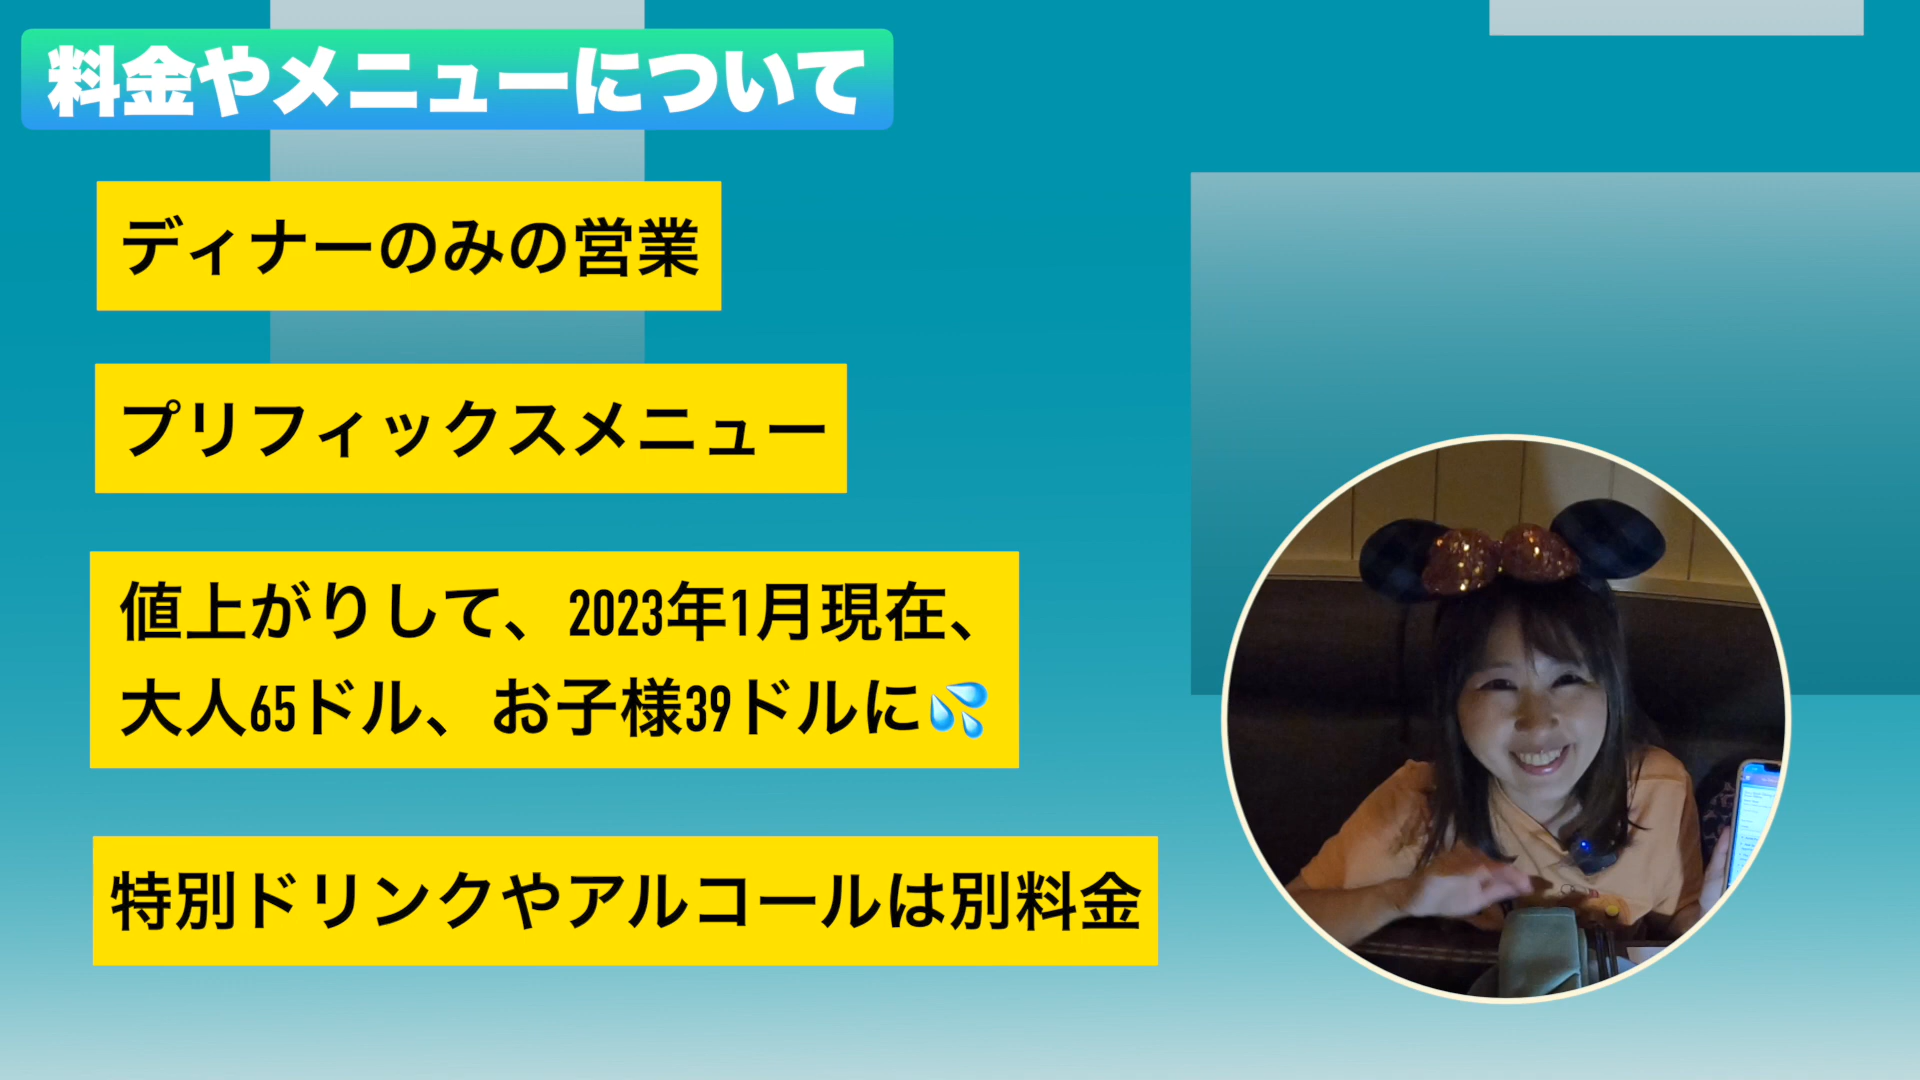 料金やメニューについて
ディナーのみの営業
プリフィックスメニュー
値上がりして、2023年1月現在、
大人65ドル、お子様39ドルに💦
特別ドリンクやアルコールは別料金